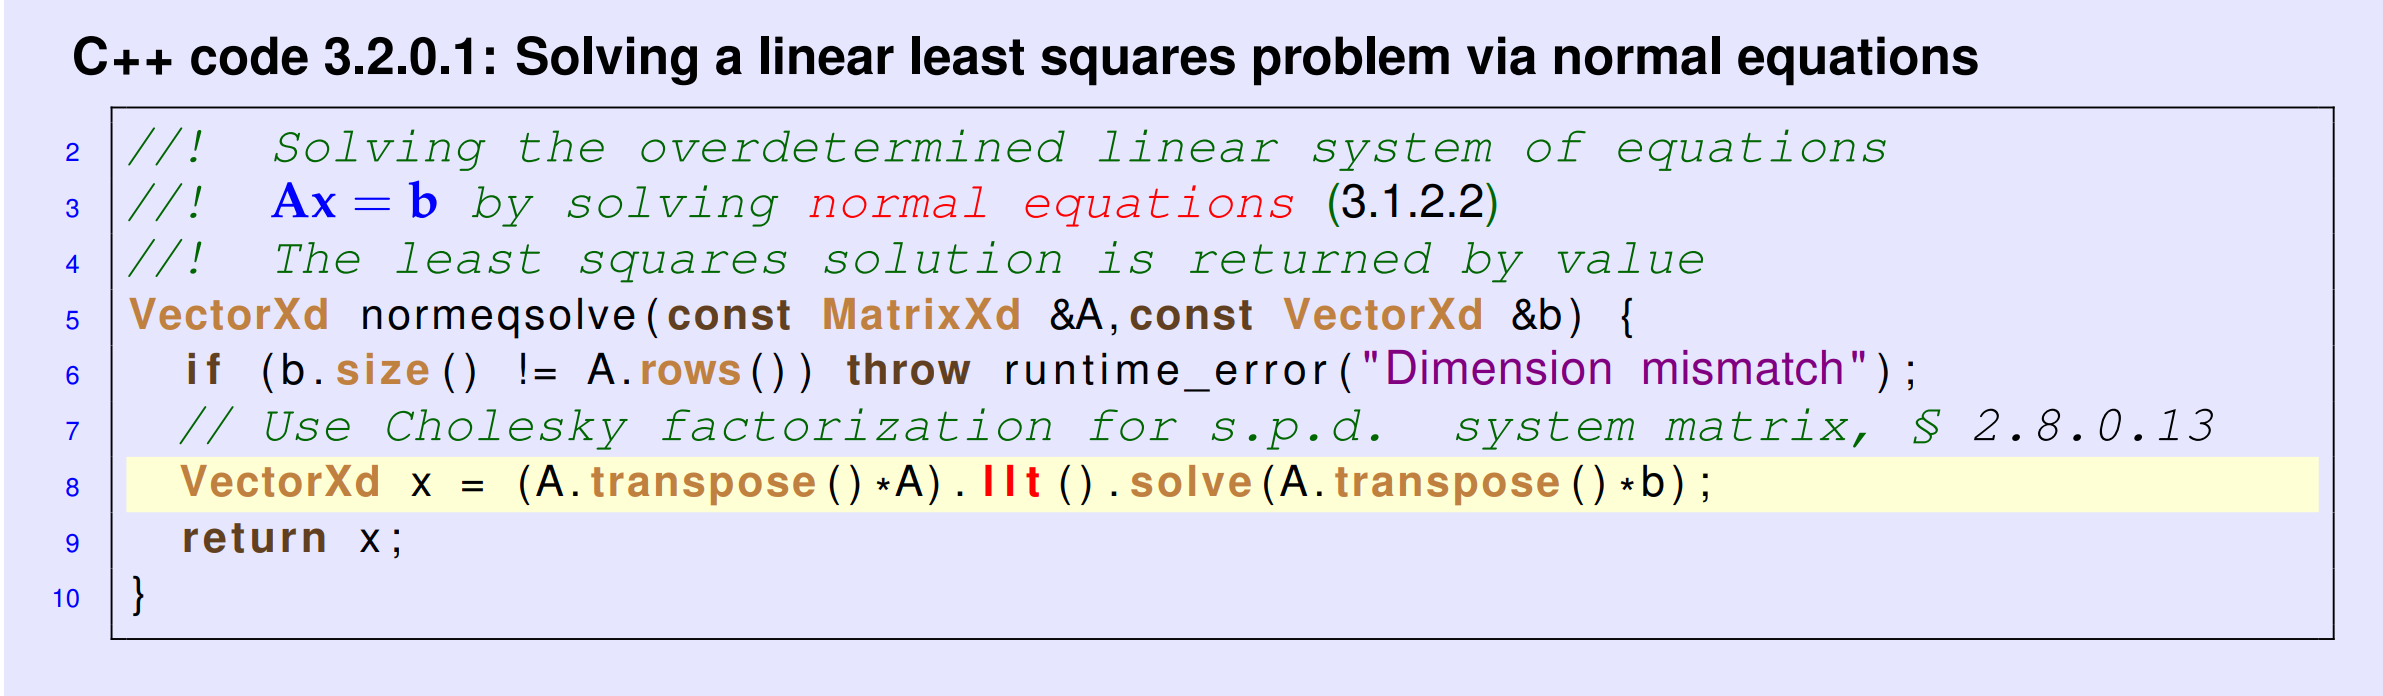 C++ code 3.2.0.1: Solving a linear least squares problem via normal equations
2 //! Solving the overdetermined linear system of equations
3 //! Ax = b by solving normal equations (3.1.2.2)
4 //! The least squares solution is returned by value
5 VectorXd normeqsolve(const MatrixXd &A,const VectorXd &b) {
6 if (b.size() != A.rows()) throw runtime_error("Dimension mismatch");
7 // Use Cholesky factorization for s.p.d. system matrix, § 2.8.0.13
8 VectorXd x = (A.transpose()*A).llt().solve(A.transpose()*b);
9 return x;
10 }